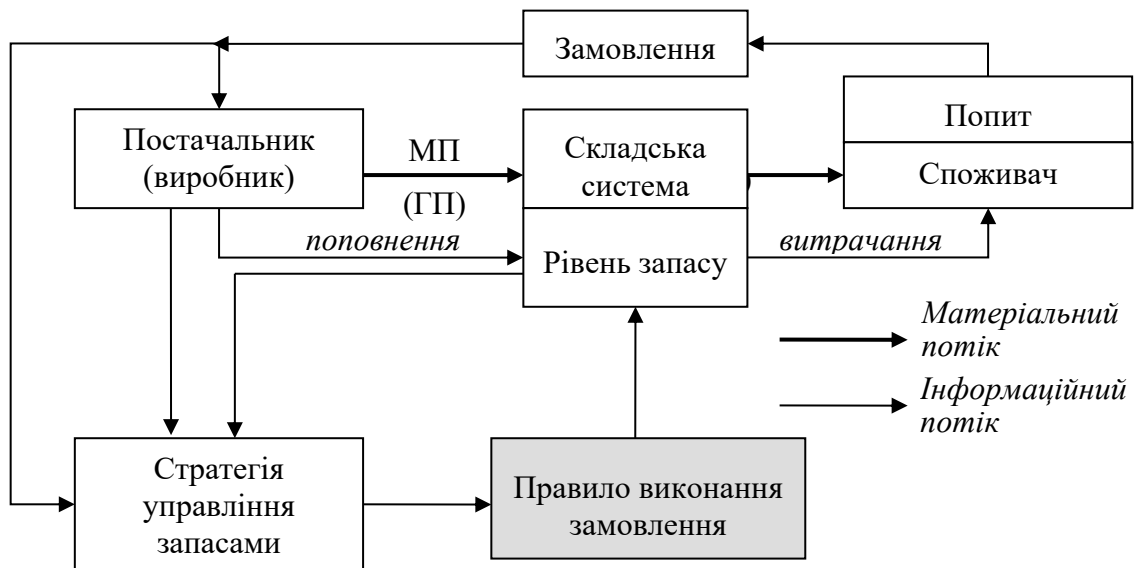 Замовлення
Попит
Споживач
Постачальник
(виробник)
МП
(ГП)
Складська
система
)
поповнення
Рівень запасу
витрачання
Матеріальний
потік
Інформаційний
потік
Стратегія
управління
запасами
Правило виконання
замовлення